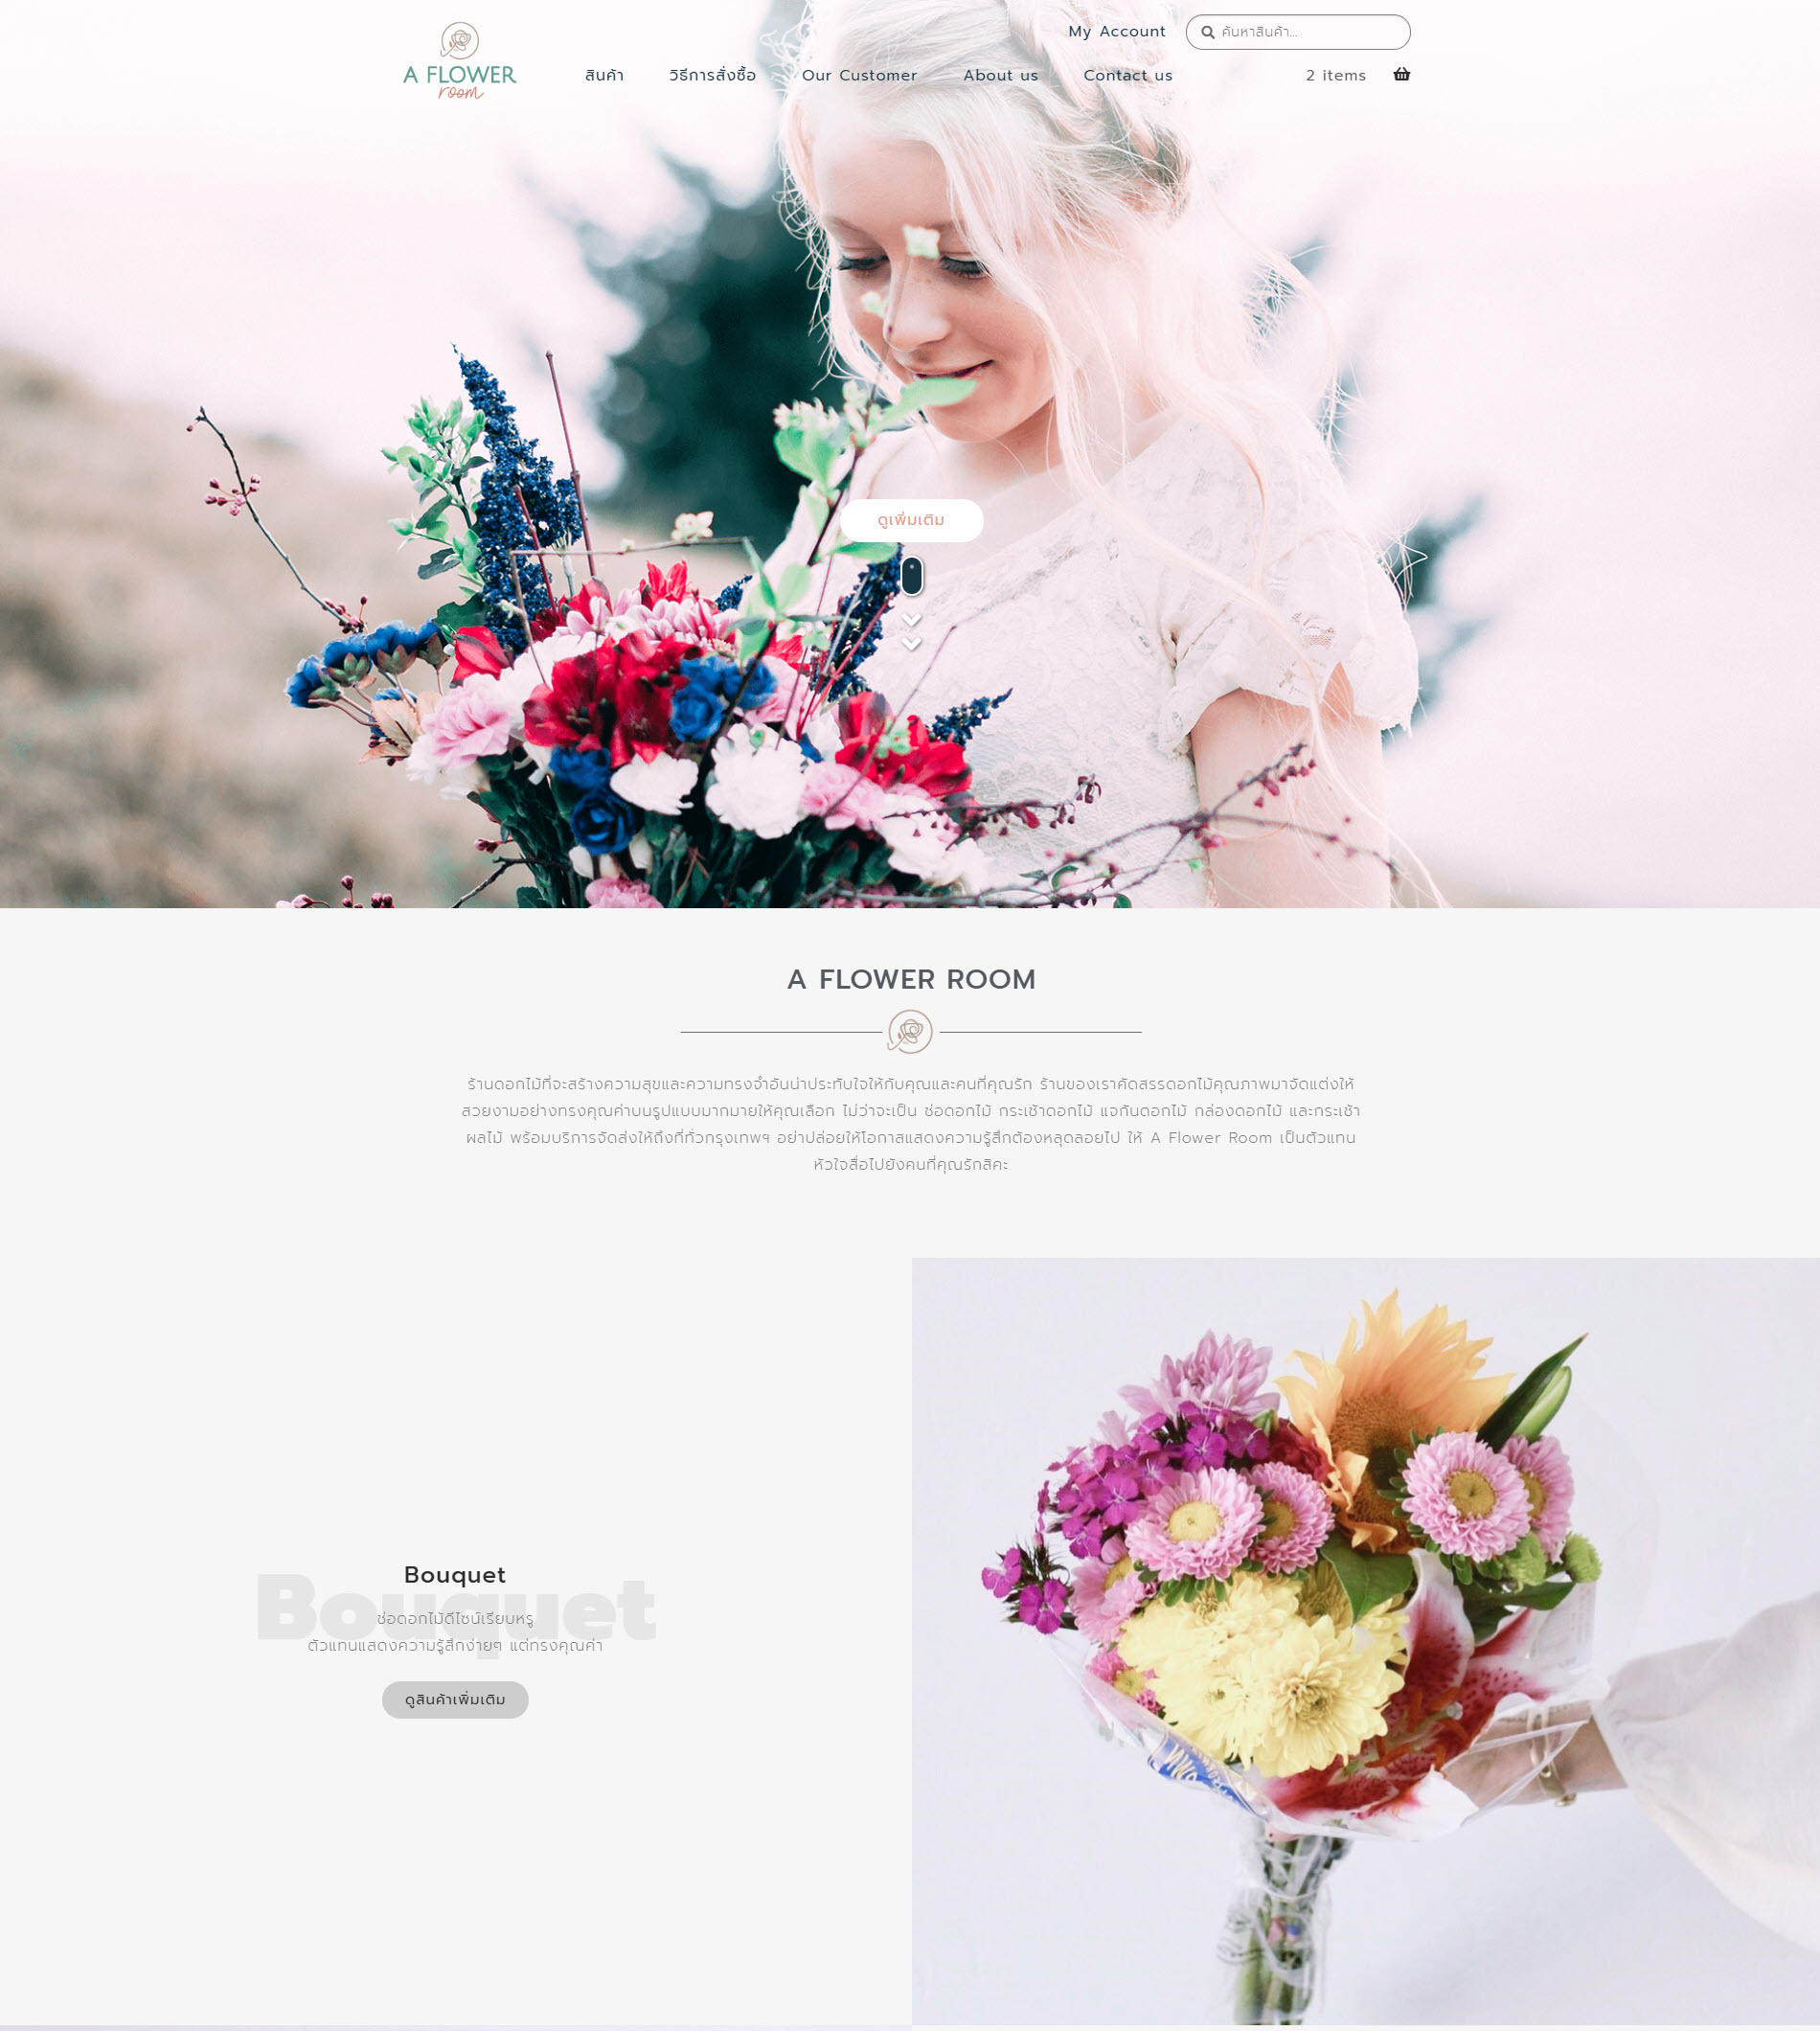 My Account
ค้นหาสินค้า...
A FLOWER
room
สินค้า
วิธีการสั่งซื้อ
Our Customer
About us
Contact us
2 items
ดูเพิ่มเติม
A FLOWER ROOM
ร้านดอกไม้ที่จะสร้างความสุขและความทรงจำอันน่าประทับใจให้กับคุณและคนที่คุณรัก ร้านของเราคัดสรรดอกไม้คุณภาพมาจัดแต่งให้
สวยงามอย่างทรงคุณค่าบนรูปแบบมากมายให้คุณเลือก ไม่ว่าจะเป็น ช่อดอกไม้ กระเช้าดอกไม้ แจกันดอกไม้ กล่องดอกไม้ และกระเช้า
ผลไม้ พร้อมบริการจัดส่งให้ถึงที่ทั่วกรุงเทพฯ อย่าปล่อยให้โอกาสแสดงความรู้สึกต้องหลุดลอยไป ให้ A Flower Room เป็นตัวแทน
หัวใจสื่อไปยังคนที่คุณรักสิคะ
Bouquet
Bouquet
ช่อดอกไม้ดีไซน์เรียบหรู
ตัวแทนแสดงความรู้สึกง่ายๆ แต่ทรงคุณค่า
ดูสินค้าเพิ่มเติม